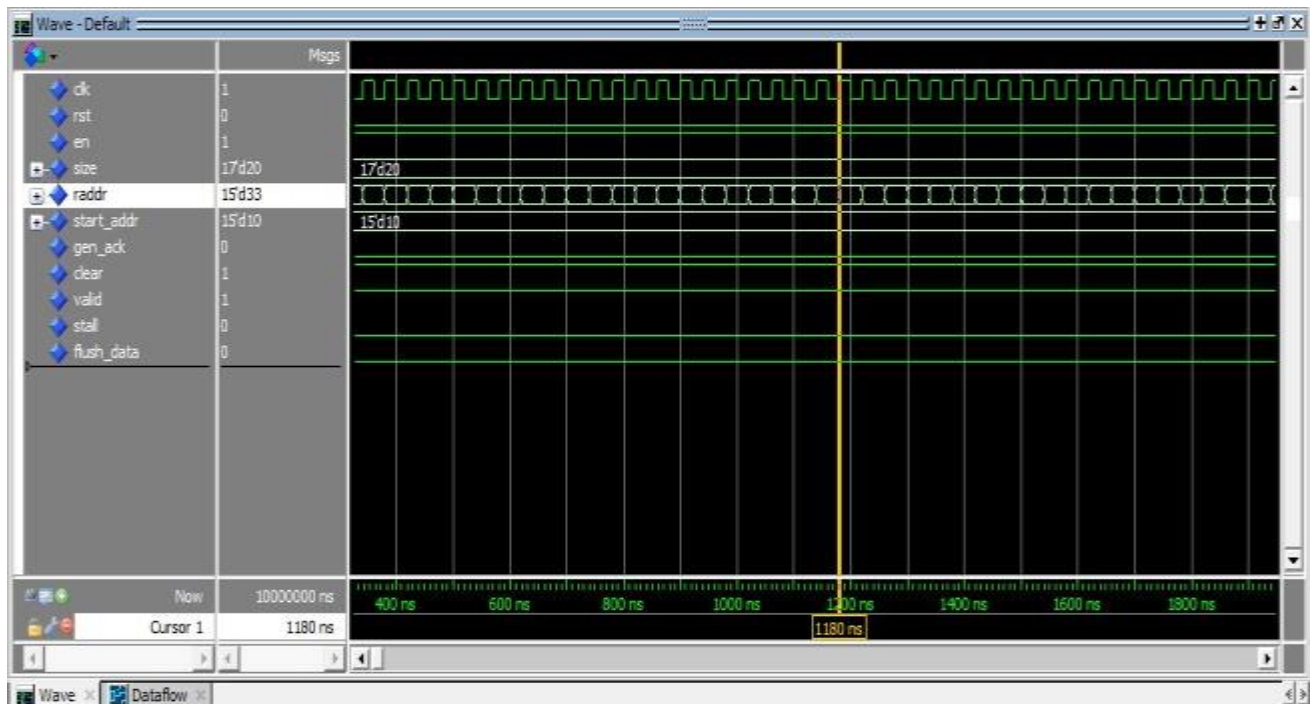 Wave - Default
Msgs
clk 1
rst 0
en 1
size 17'd20 17'd20
raddr 15'd33
start_addr 15'd10 15'd10
gen_ack 0
clear 1
valid 1
stall 0
flush_data 0
Now 10000000 ns 400 ns 600 ns 800 ns 1000 ns 1200 ns 1400 ns 1600 ns 1800 ns
Cursor 1 1180 ns 1180 ns
Wave Dataflow